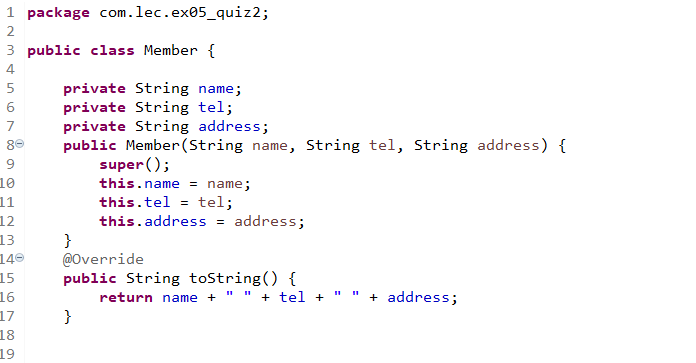 1 package com.lec.ex05_quiz2;
2
3 public class Member {
4
5     private String name;
6     private String tel;
7     private String address;
8     public Member(String name, String tel, String address) {
9         super();
10         this.name = name;
11         this.tel = tel;
12         this.address = address;
13     }
14     @Override
15     public String toString() {
16         return name + " " + tel + " " + address;
17     }
18
19